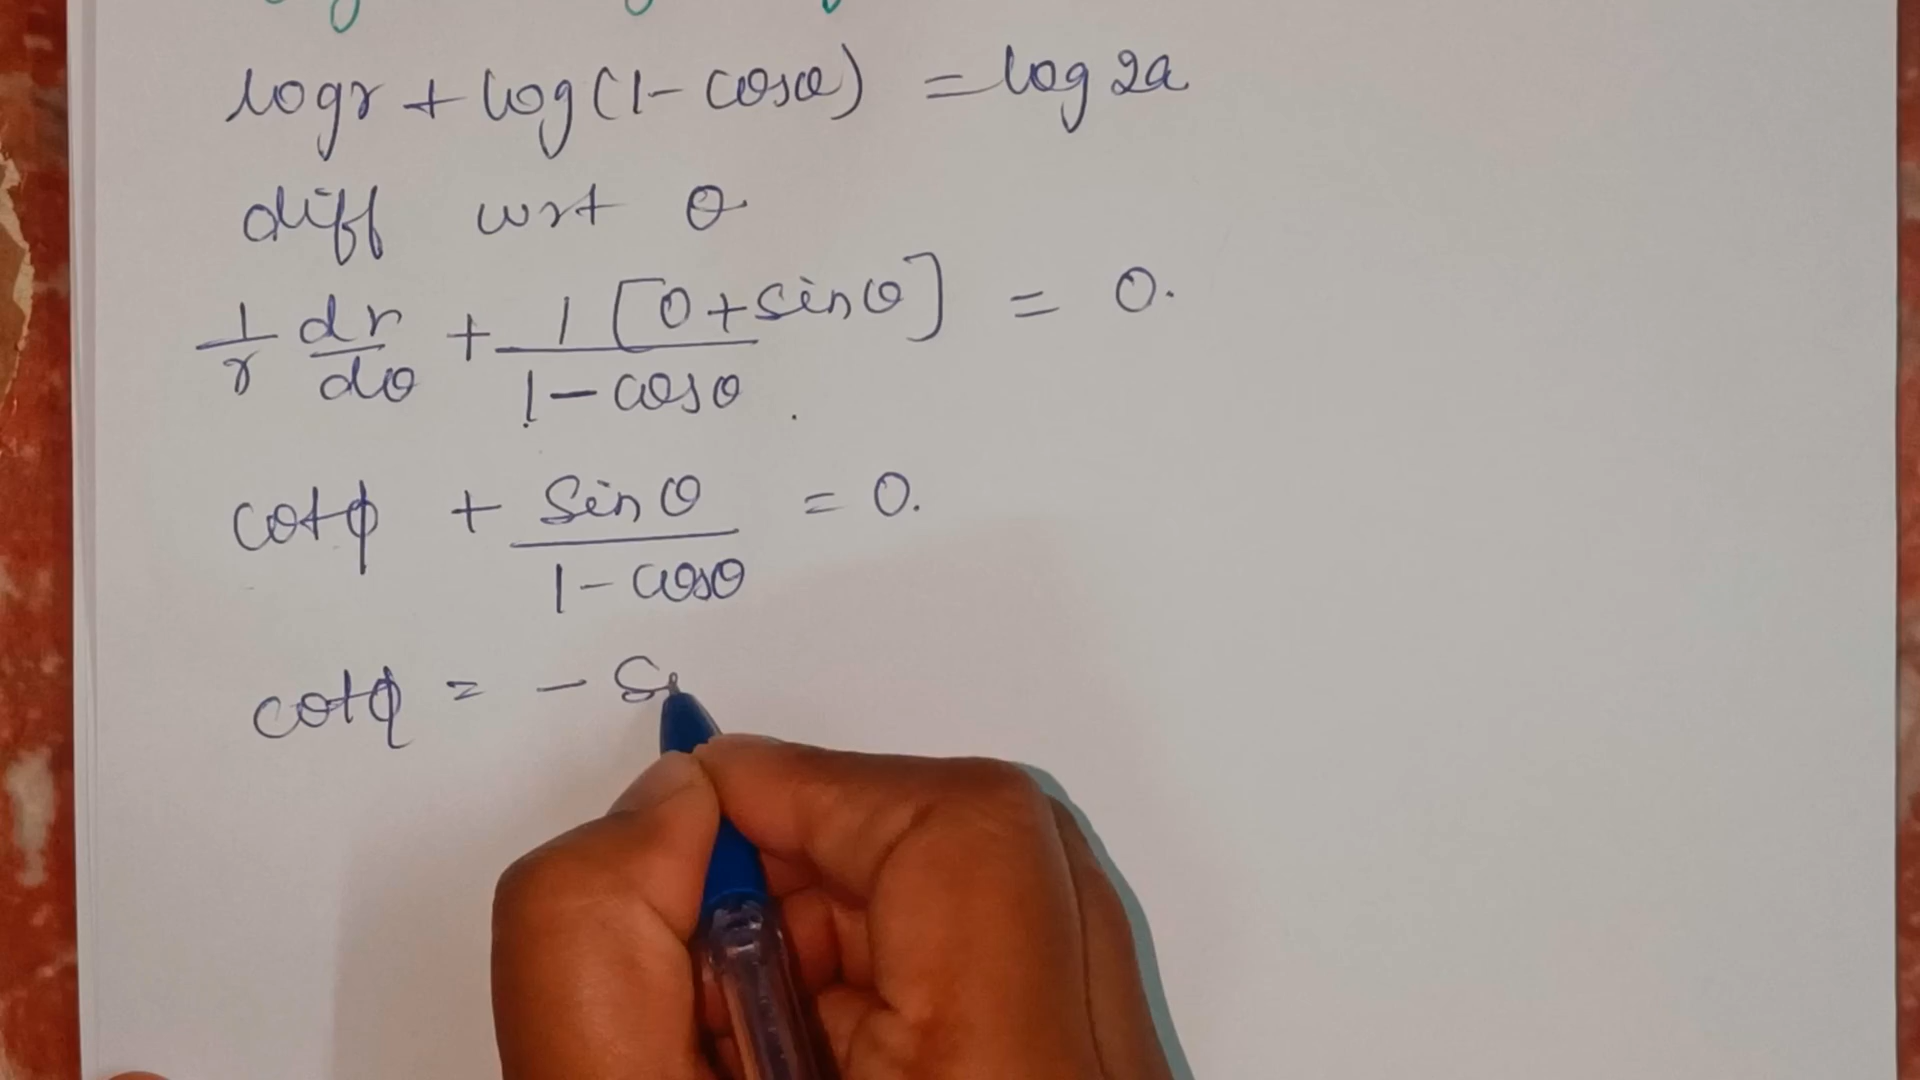 log r + log (1 - cos θ) = log 2a
diff wrt θ
1/r dr/dθ + 1/(1 - cos θ) [0 + sin θ] = 0.
cot φ + sin θ/(1 - cos θ) = 0.
cot φ = - Si